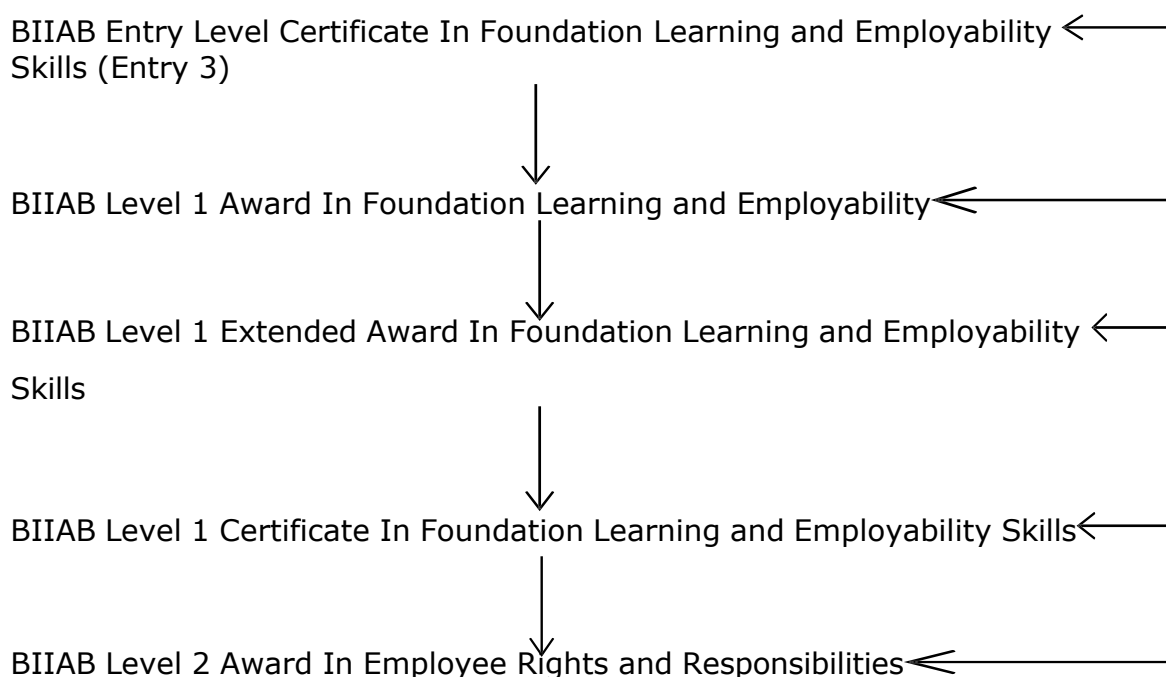 BIIAB Entry Level Certificate In Foundation Learning and Employability
Skills (Entry 3)
BIIAB Level 1 Award In Foundation Learning and Employability
BIIAB Level 1 Extended Award In Foundation Learning and Employability
Skills
BIIAB Level 1 Certificate In Foundation Learning and Employability Skills
BIIAB Level 2 Award In Employee Rights and Responsibilities